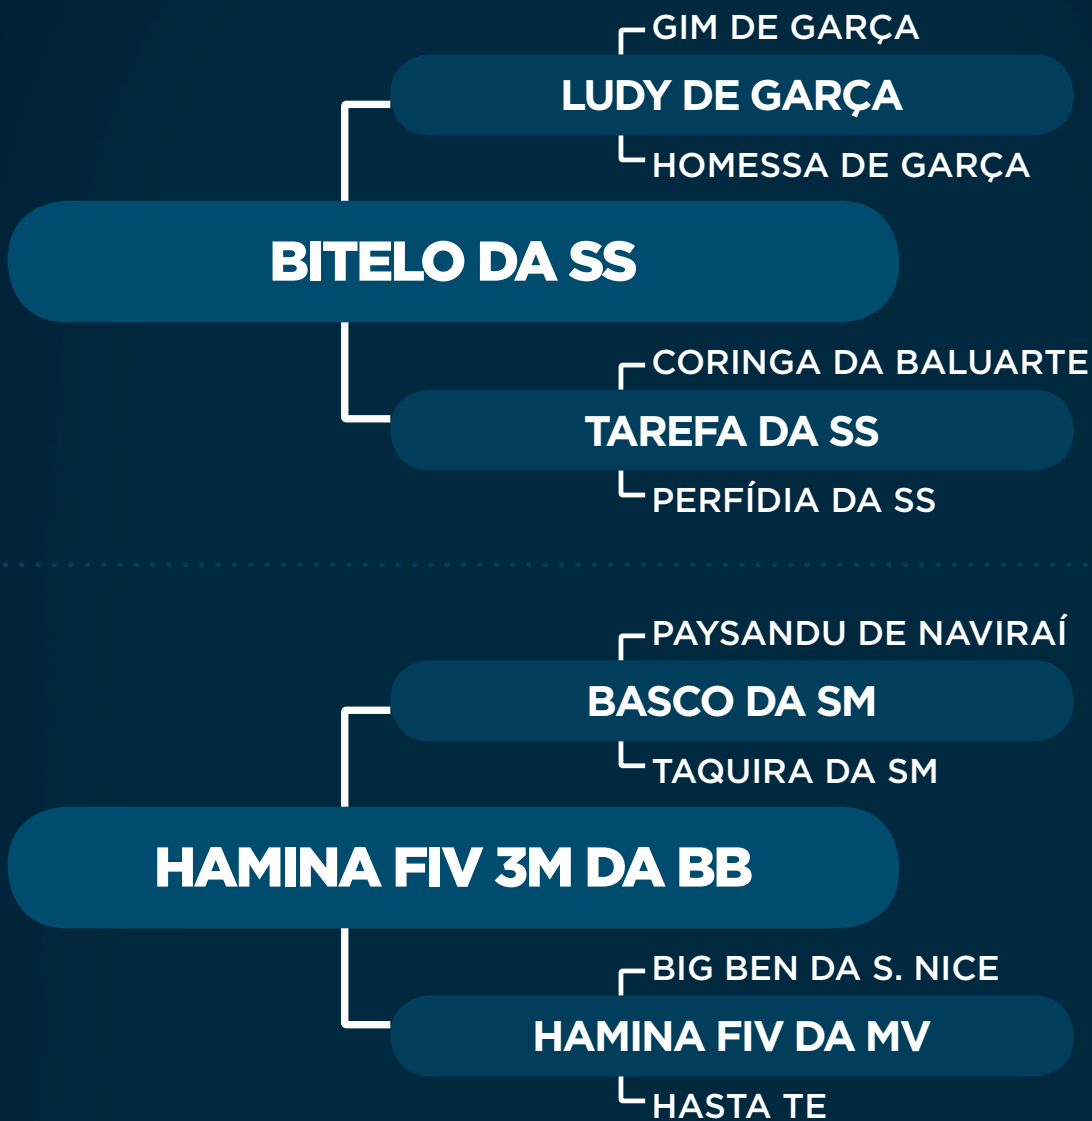 GIM DE GARÇA
LUDY DE GARÇA
HOMESSA DE GARÇA
BITELO DA SS
CORINGA DA BALUARTE
TAREFA DA SS
PERFÍDIA DA SS
PAYSANDU DE NAVIRAÍ
BASCO DA SM
TAQUIRA DA SM
HAMINA FIV 3M DA BB
BIG BEN DA S. NICE
HAMINA FIV DA MV
HASTA TE